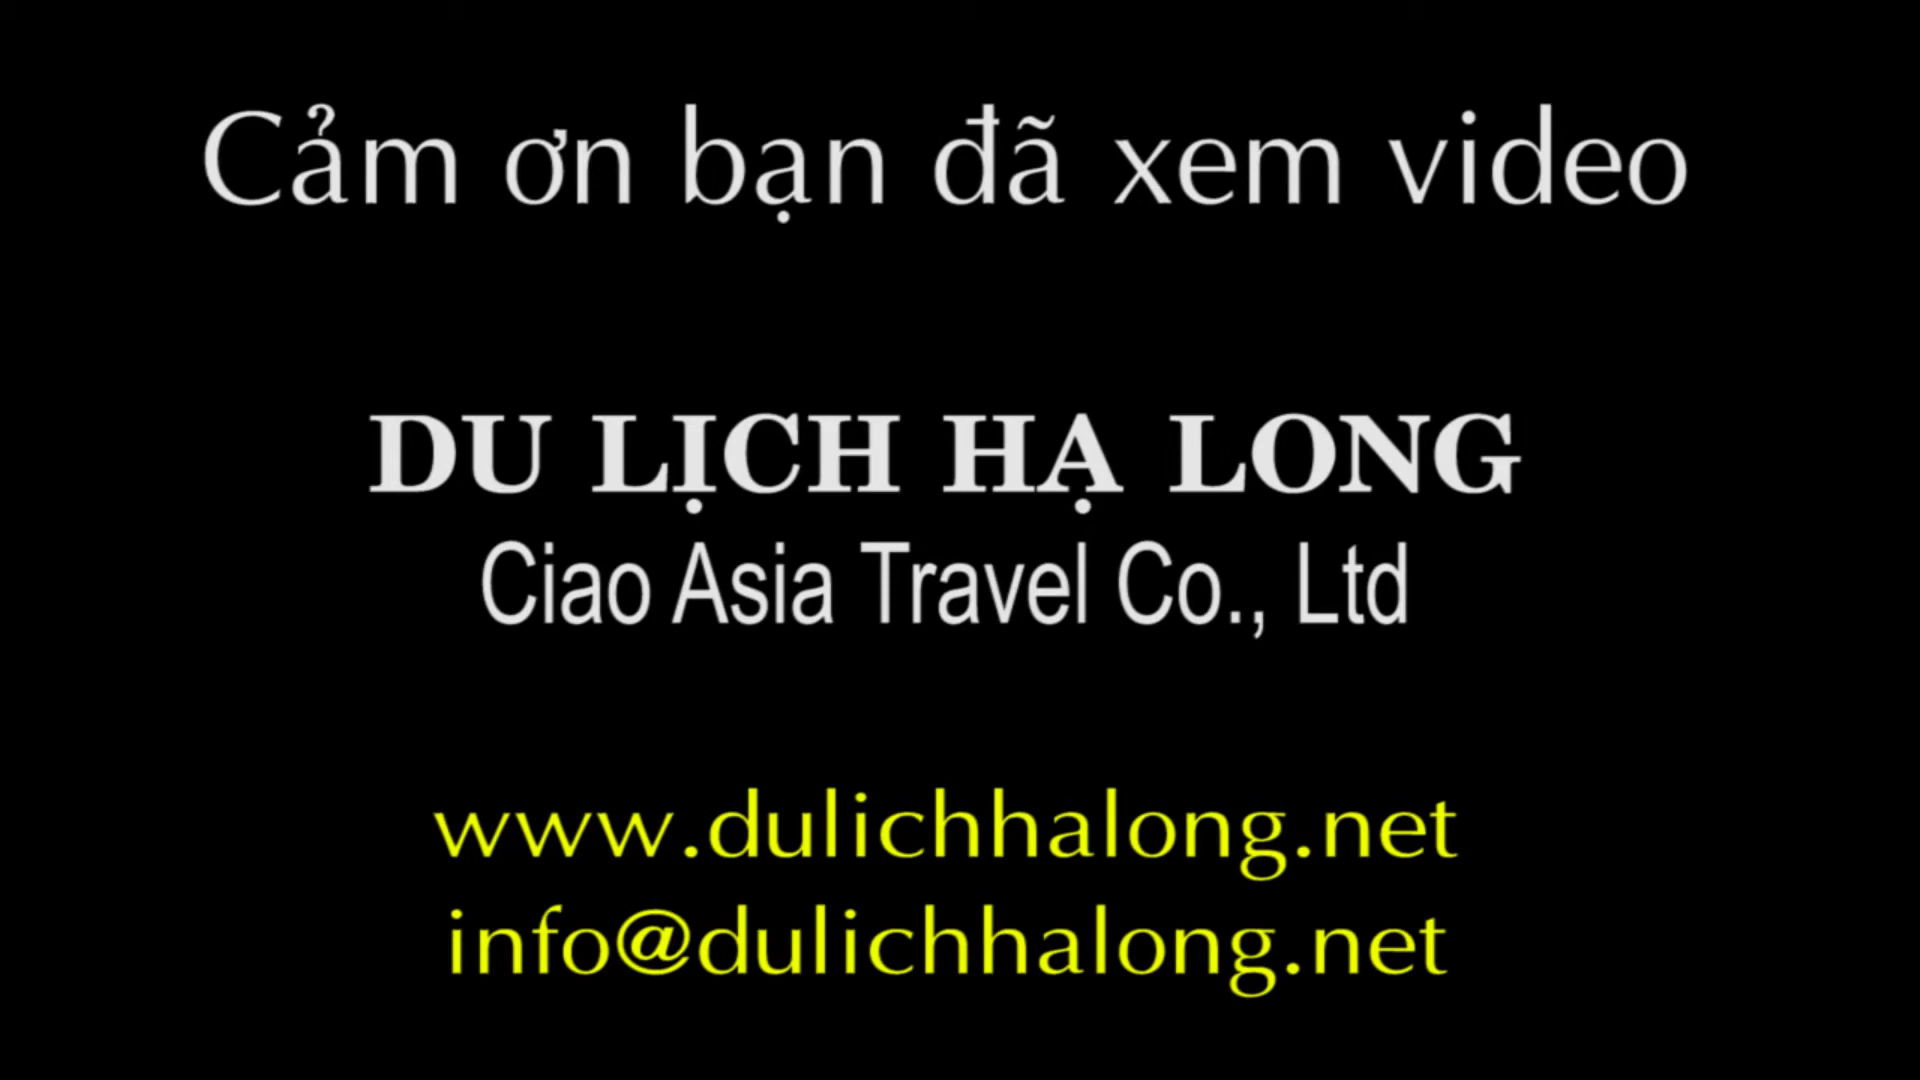 Cảm ơn bạn đã xem video
DU LỊCH HẠ LONG
Ciao Asia Travel Co., Ltd
www.dulichhalong.net
info@dulichhalong.net